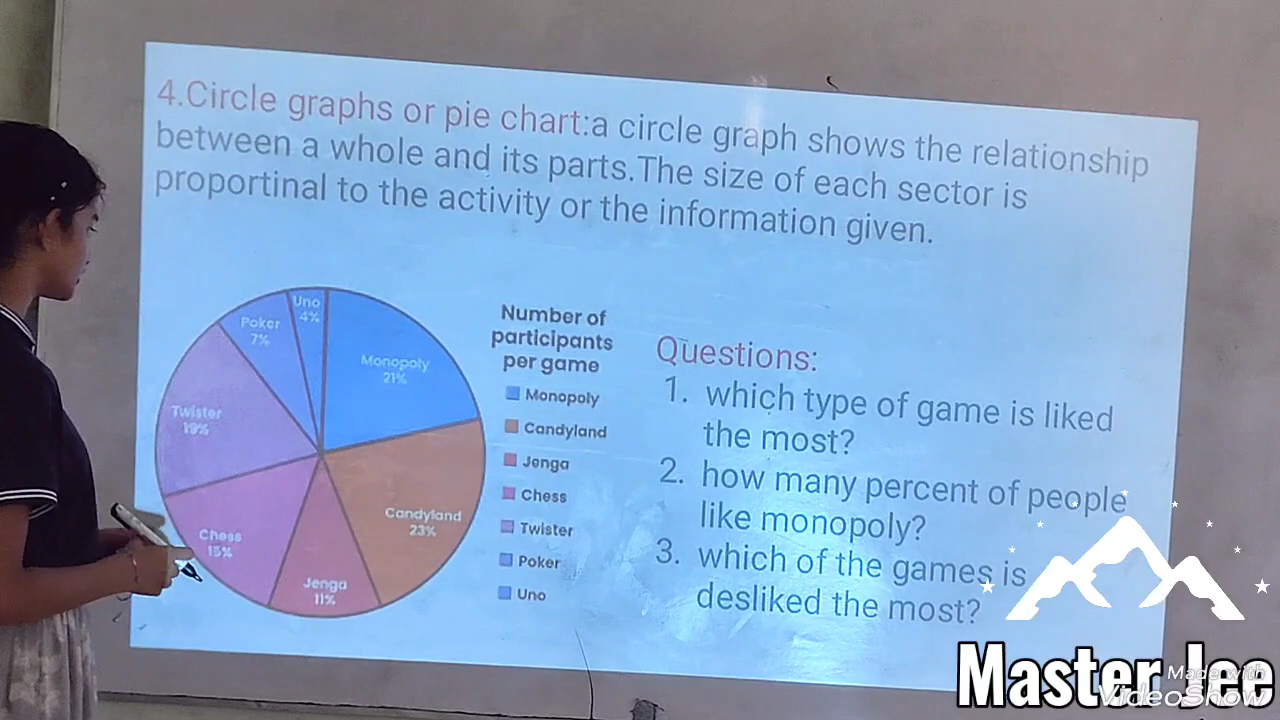 4.Circle graphs or pie chart:a circle graph shows the relationship
between a whole and its parts.The size of each sector is
proportinal to the activity or the information given.
Uno
4%
Poker
7%
Monopoly
21%
Twister
19%
Candyland
23%
Chess
15%
Jenga
11%
Number of
participants
per game
Monopoly
Candyland
Jenga
Chess
Twister
Poker
Uno
Questions:
1. which type of game is liked
the most?
2. how many percent of people
like monopoly?
3. which of the games is
desliked the most?
Master Jee
Made with
VideoShow